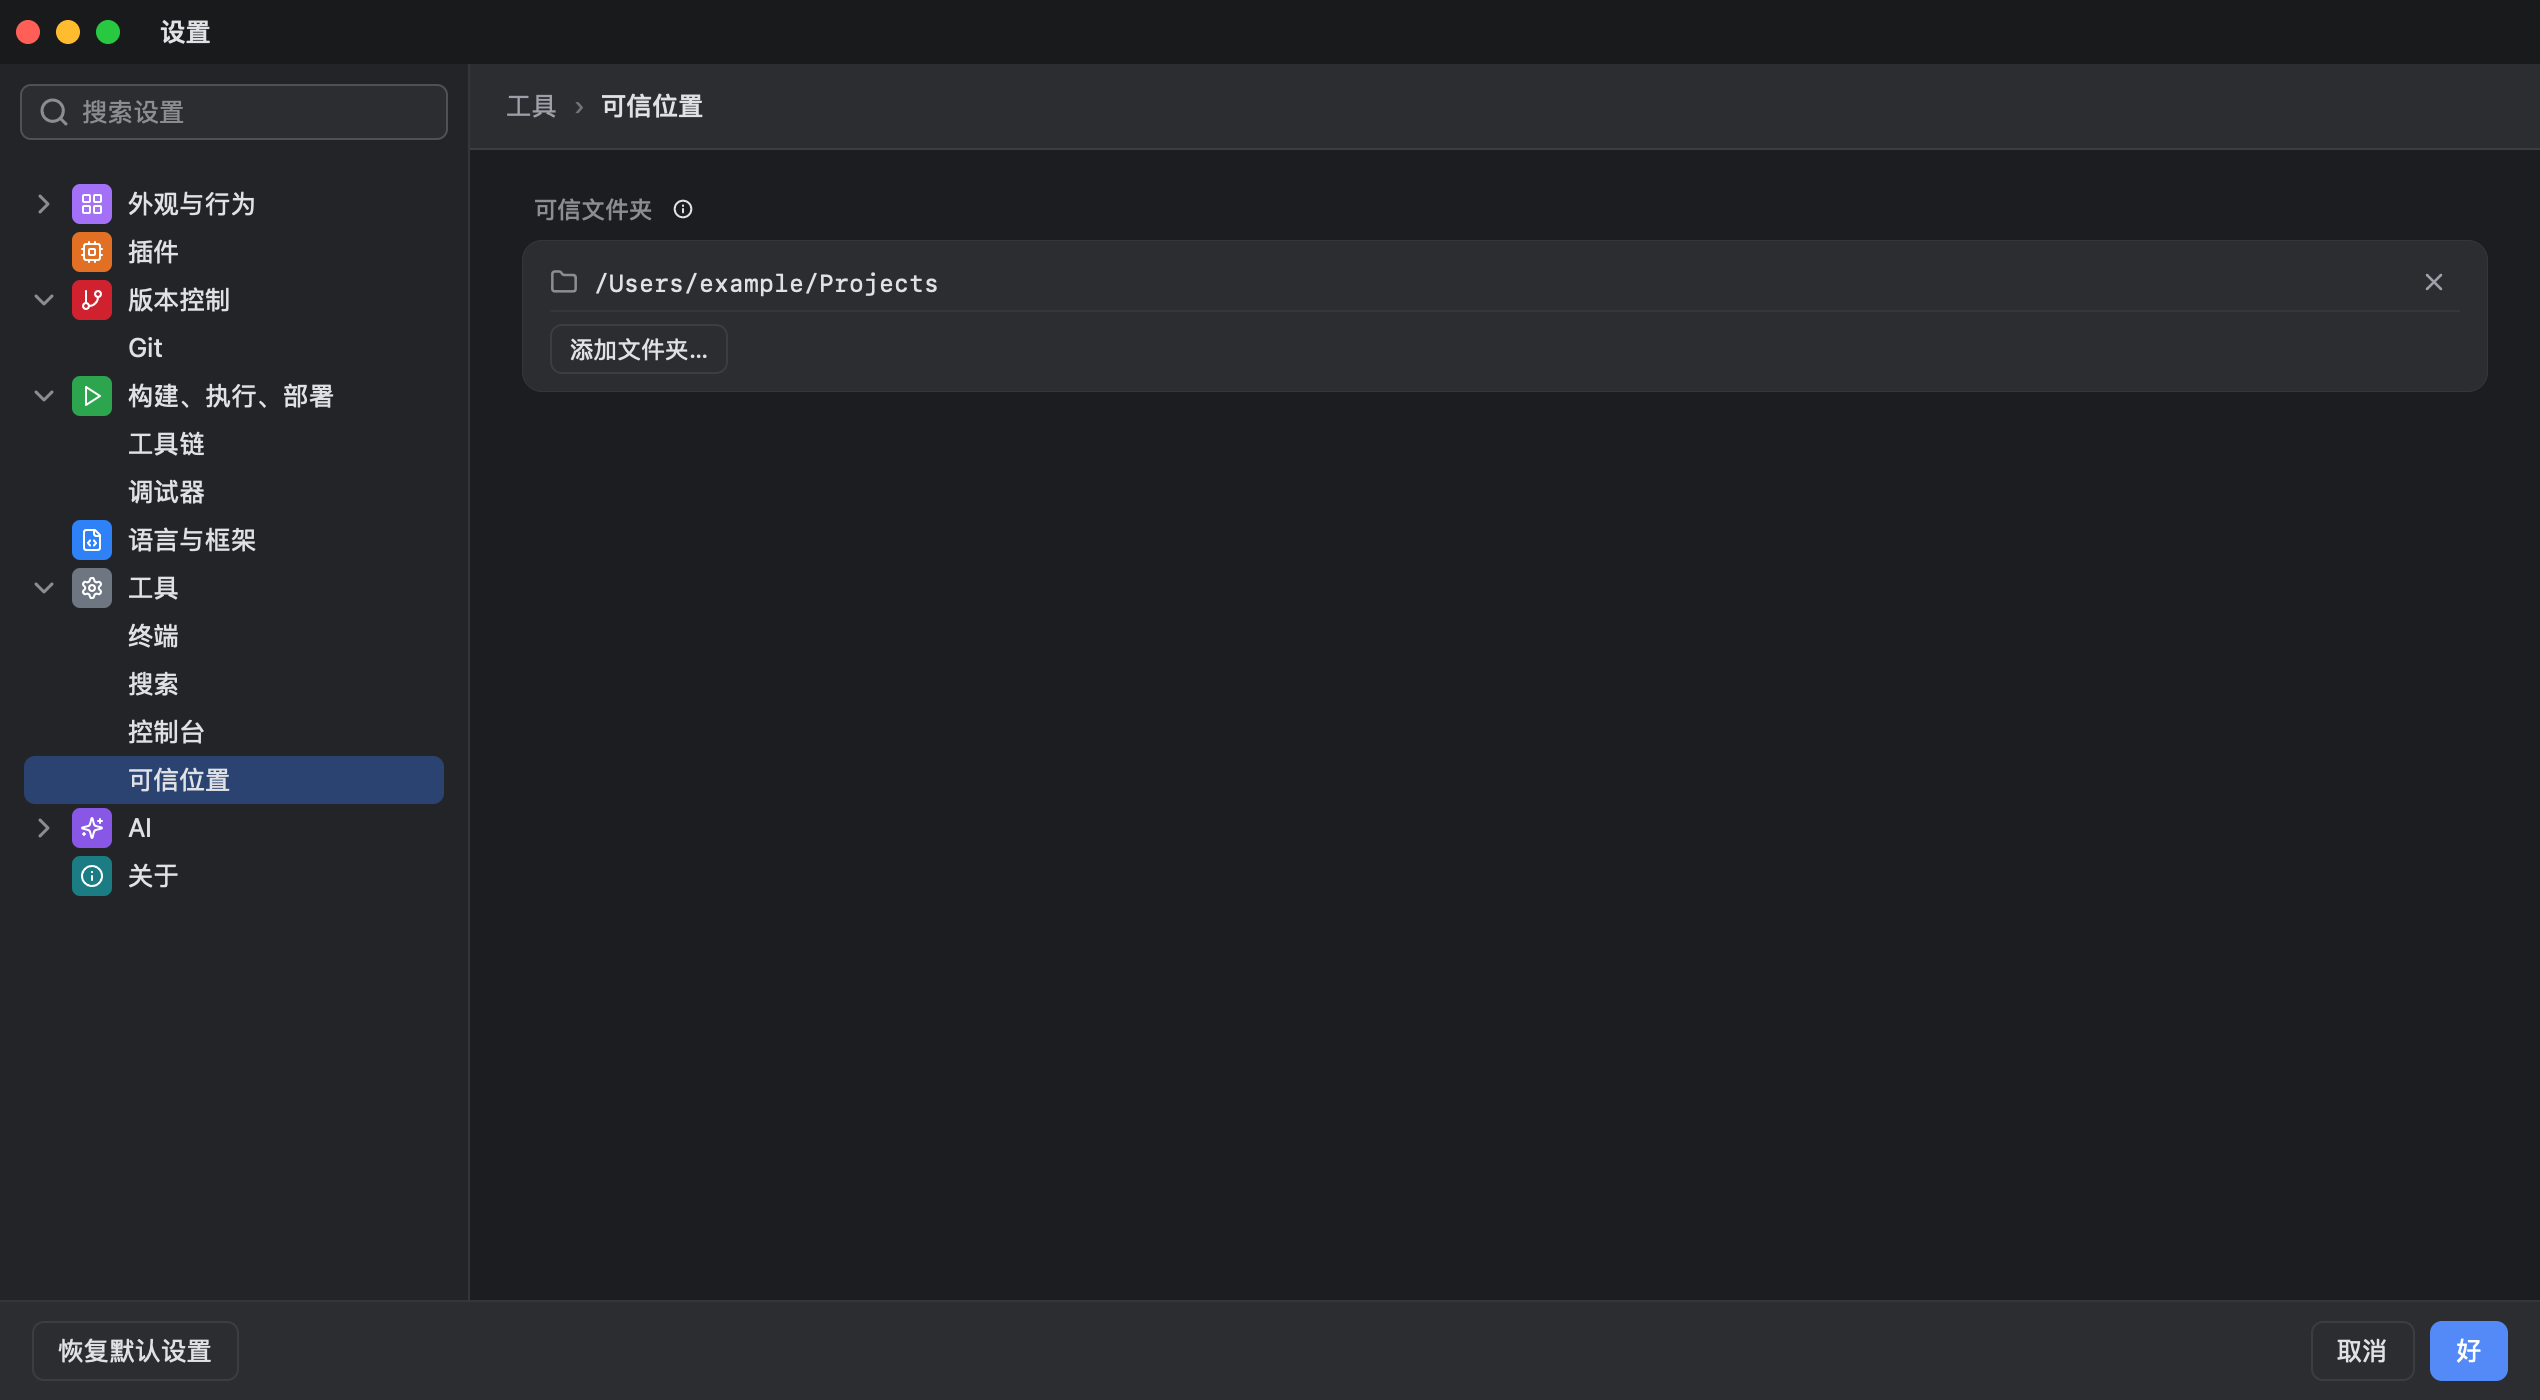 设置
搜索设置
外观与行为
插件
版本控制
Git
构建、执行、部署
工具链
调试器
语言与框架
工具
终端
搜索
控制台
可信位置
AI
关于
工具 › 可信位置
可信文件夹
/Users/example/Projects
添加文件夹...
恢复默认设置
取消
好